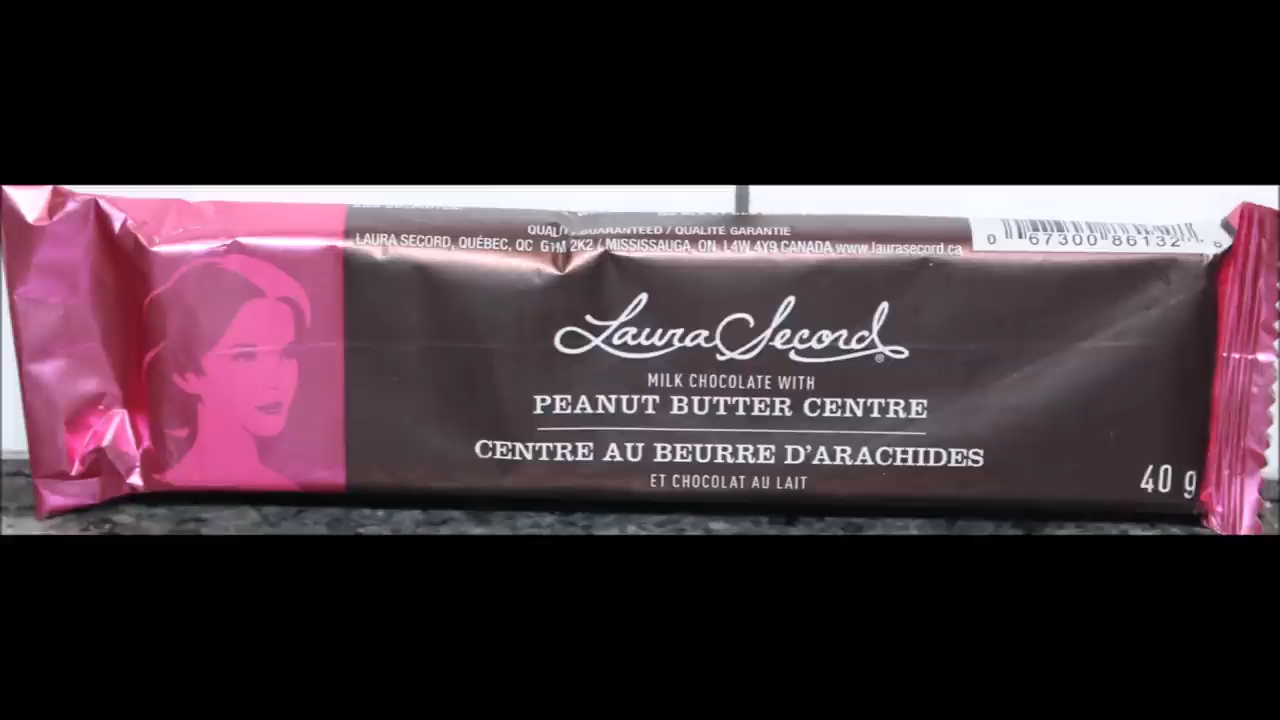 QUALITY GUARANTEED / QUALITÉ GARANTIE
LAURA SECORD, QUÉBEC, QC G1M 2K2 / MISSISSAUGA, ON, L4W 4Y9 CANADA www.laurasecord.ca
0 67300 86132 6
Laura Secord®
MILK CHOCOLATE WITH
PEANUT BUTTER CENTRE
CENTRE AU BEURRE D'ARACHIDES
ET CHOCOLAT AU LAIT
40 g